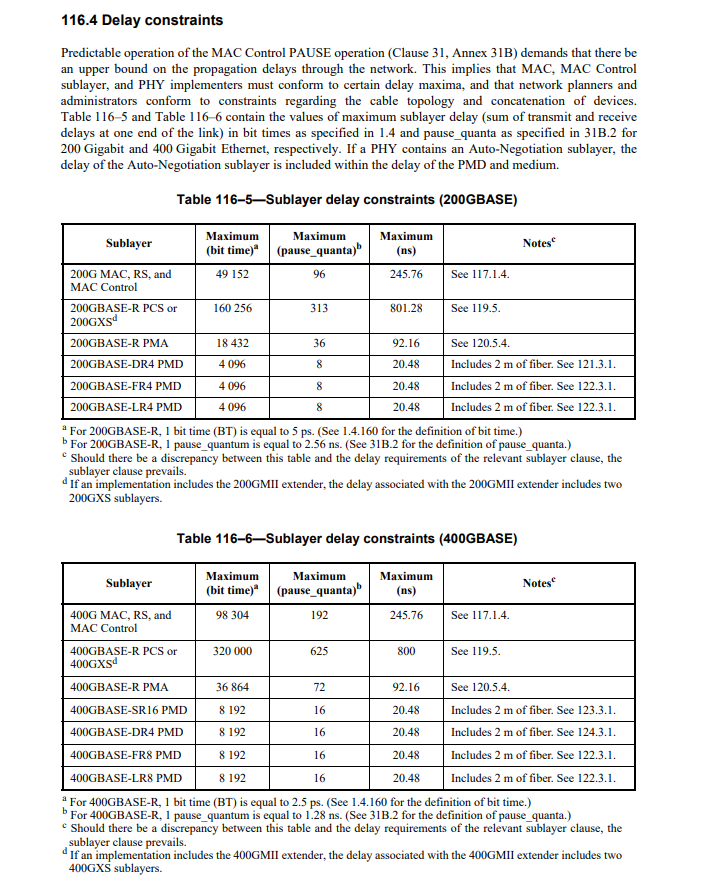 116.4 Delay constraints
Predictable operation of the MAC Control PAUSE operation (Clause 31, Annex 31B) demands that there be
an upper bound on the propagation delays through the network. This implies that MAC, MAC Control
sublayer, and PHY implementers must conform to certain delay maxima, and that network planners and
administrators conform to constraints regarding the cable topology and concatenation of devices.
Table 116–5 and Table 116–6 contain the values of maximum sublayer delay (sum of transmit and receive
delays at one end of the link) in bit times as specified in 1.4 and pause_quanta as specified in 31B.2 for
200 Gigabit and 400 Gigabit Ethernet, respectively. If a PHY contains an Auto-Negotiation sublayer, the
delay of the Auto-Negotiation sublayer is included within the delay of the PMD and medium.
Table 116–5—Sublayer delay constraints (200GBASE)
Sublayer Maximum (bit time)a Maximum (pause_quanta)b Maximum (ns) Notesc
200G MAC, RS, and MAC Control 49 152 96 245.76 See 117.1.4.
200GBASE-R PCS or 200GXSd 160 256 313 801.28 See 119.5.
200GBASE-R PMA 18 432 36 92.16 See 120.5.4.
200GBASE-DR4 PMD 4 096 8 20.48 Includes 2 m of fiber. See 121.3.1.
200GBASE-FR4 PMD 4 096 8 20.48 Includes 2 m of fiber. See 122.3.1.
200GBASE-LR4 PMD 4 096 8 20.48 Includes 2 m of fiber. See 122.3.1.
a For 200GBASE-R, 1 bit time (BT) is equal to 5 ps. (See 1.4.160 for the definition of bit time.)
b For 200GBASE-R, 1 pause_quantum is equal to 2.56 ns. (See 31B.2 for the definition of pause_quanta.)
c Should there be a discrepancy between this table and the delay requirements of the relevant sublayer clause, the
sublayer clause prevails.
d If an implementation includes the 200GMII extender, the delay associated with the 200GMII extender includes two
200GXS sublayers.
Table 116–6—Sublayer delay constraints (400GBASE)
Sublayer Maximum (bit time)a Maximum (pause_quanta)b Maximum (ns) Notesc
400G MAC, RS, and MAC Control 98 304 192 245.76 See 117.1.4.
400GBASE-R PCS or 400GXSd 320 000 625 800 See 119.5.
400GBASE-R PMA 36 864 72 92.16 See 120.5.4.
400GBASE-SR16 PMD 8 192 16 20.48 Includes 2 m of fiber. See 123.3.1.
400GBASE-DR4 PMD 8 192 16 20.48 Includes 2 m of fiber. See 124.3.1.
400GBASE-FR8 PMD 8 192 16 20.48 Includes 2 m of fiber. See 122.3.1.
400GBASE-LR8 PMD 8 192 16 20.48 Includes 2 m of fiber. See 122.3.1.
a For 400GBASE-R, 1 bit time (BT) is equal to 2.5 ps. (See 1.4.160 for the definition of bit time.)
b For 400GBASE-R, 1 pause_quantum is equal to 1.28 ns. (See 31B.2 for the definition of pause_quanta.)
c Should there be a discrepancy between this table and the delay requirements of the relevant sublayer clause, the
sublayer clause prevails.
d If an implementation includes the 400GMII extender, the delay associated with the 400GMII extender includes two
400GXS sublayers.